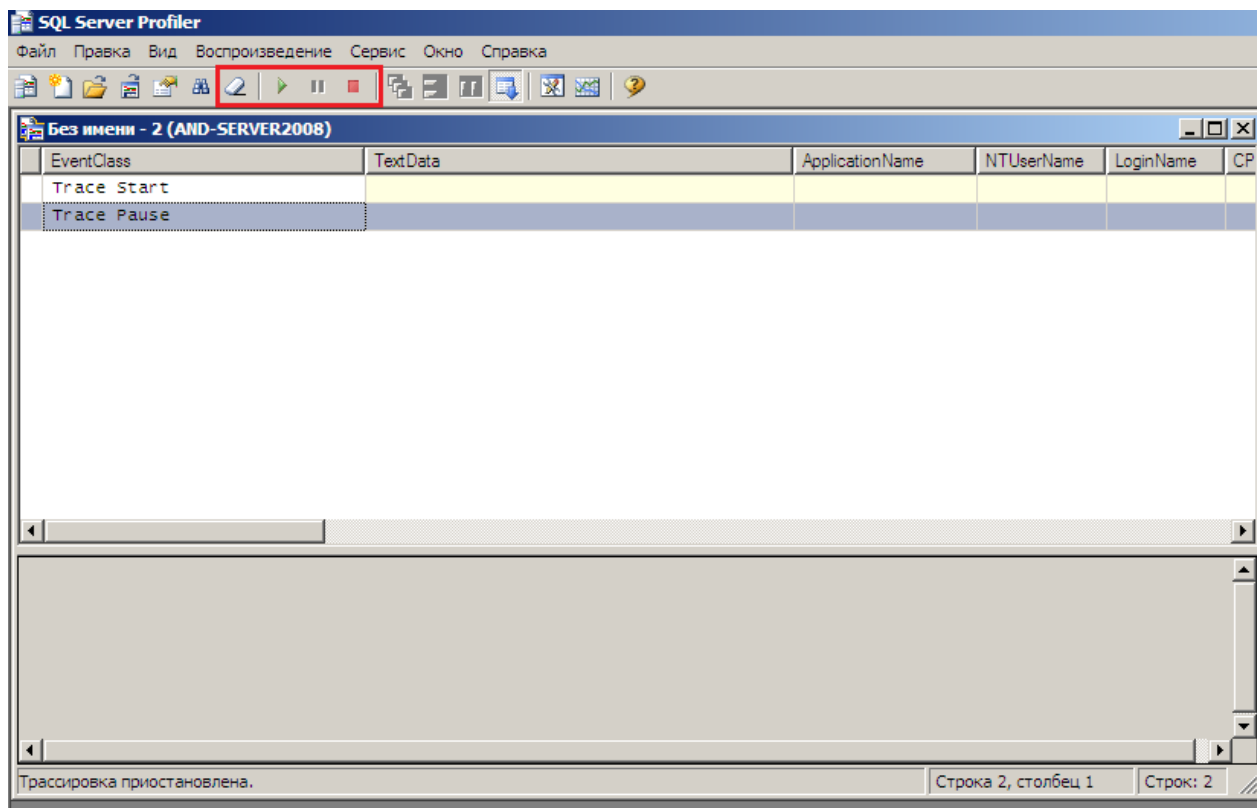 SQL Server Profiler
Файл Правка Вид Воспроизведение Сервис Окно Справка
Без имени - 2 (AND-SERVER2008)
EventClass TextData ApplicationName NTUserName LoginName CP
Trace Start
Trace Pause
Трассировка приостановлена. Строка 2, столбец 1 Строк: 2